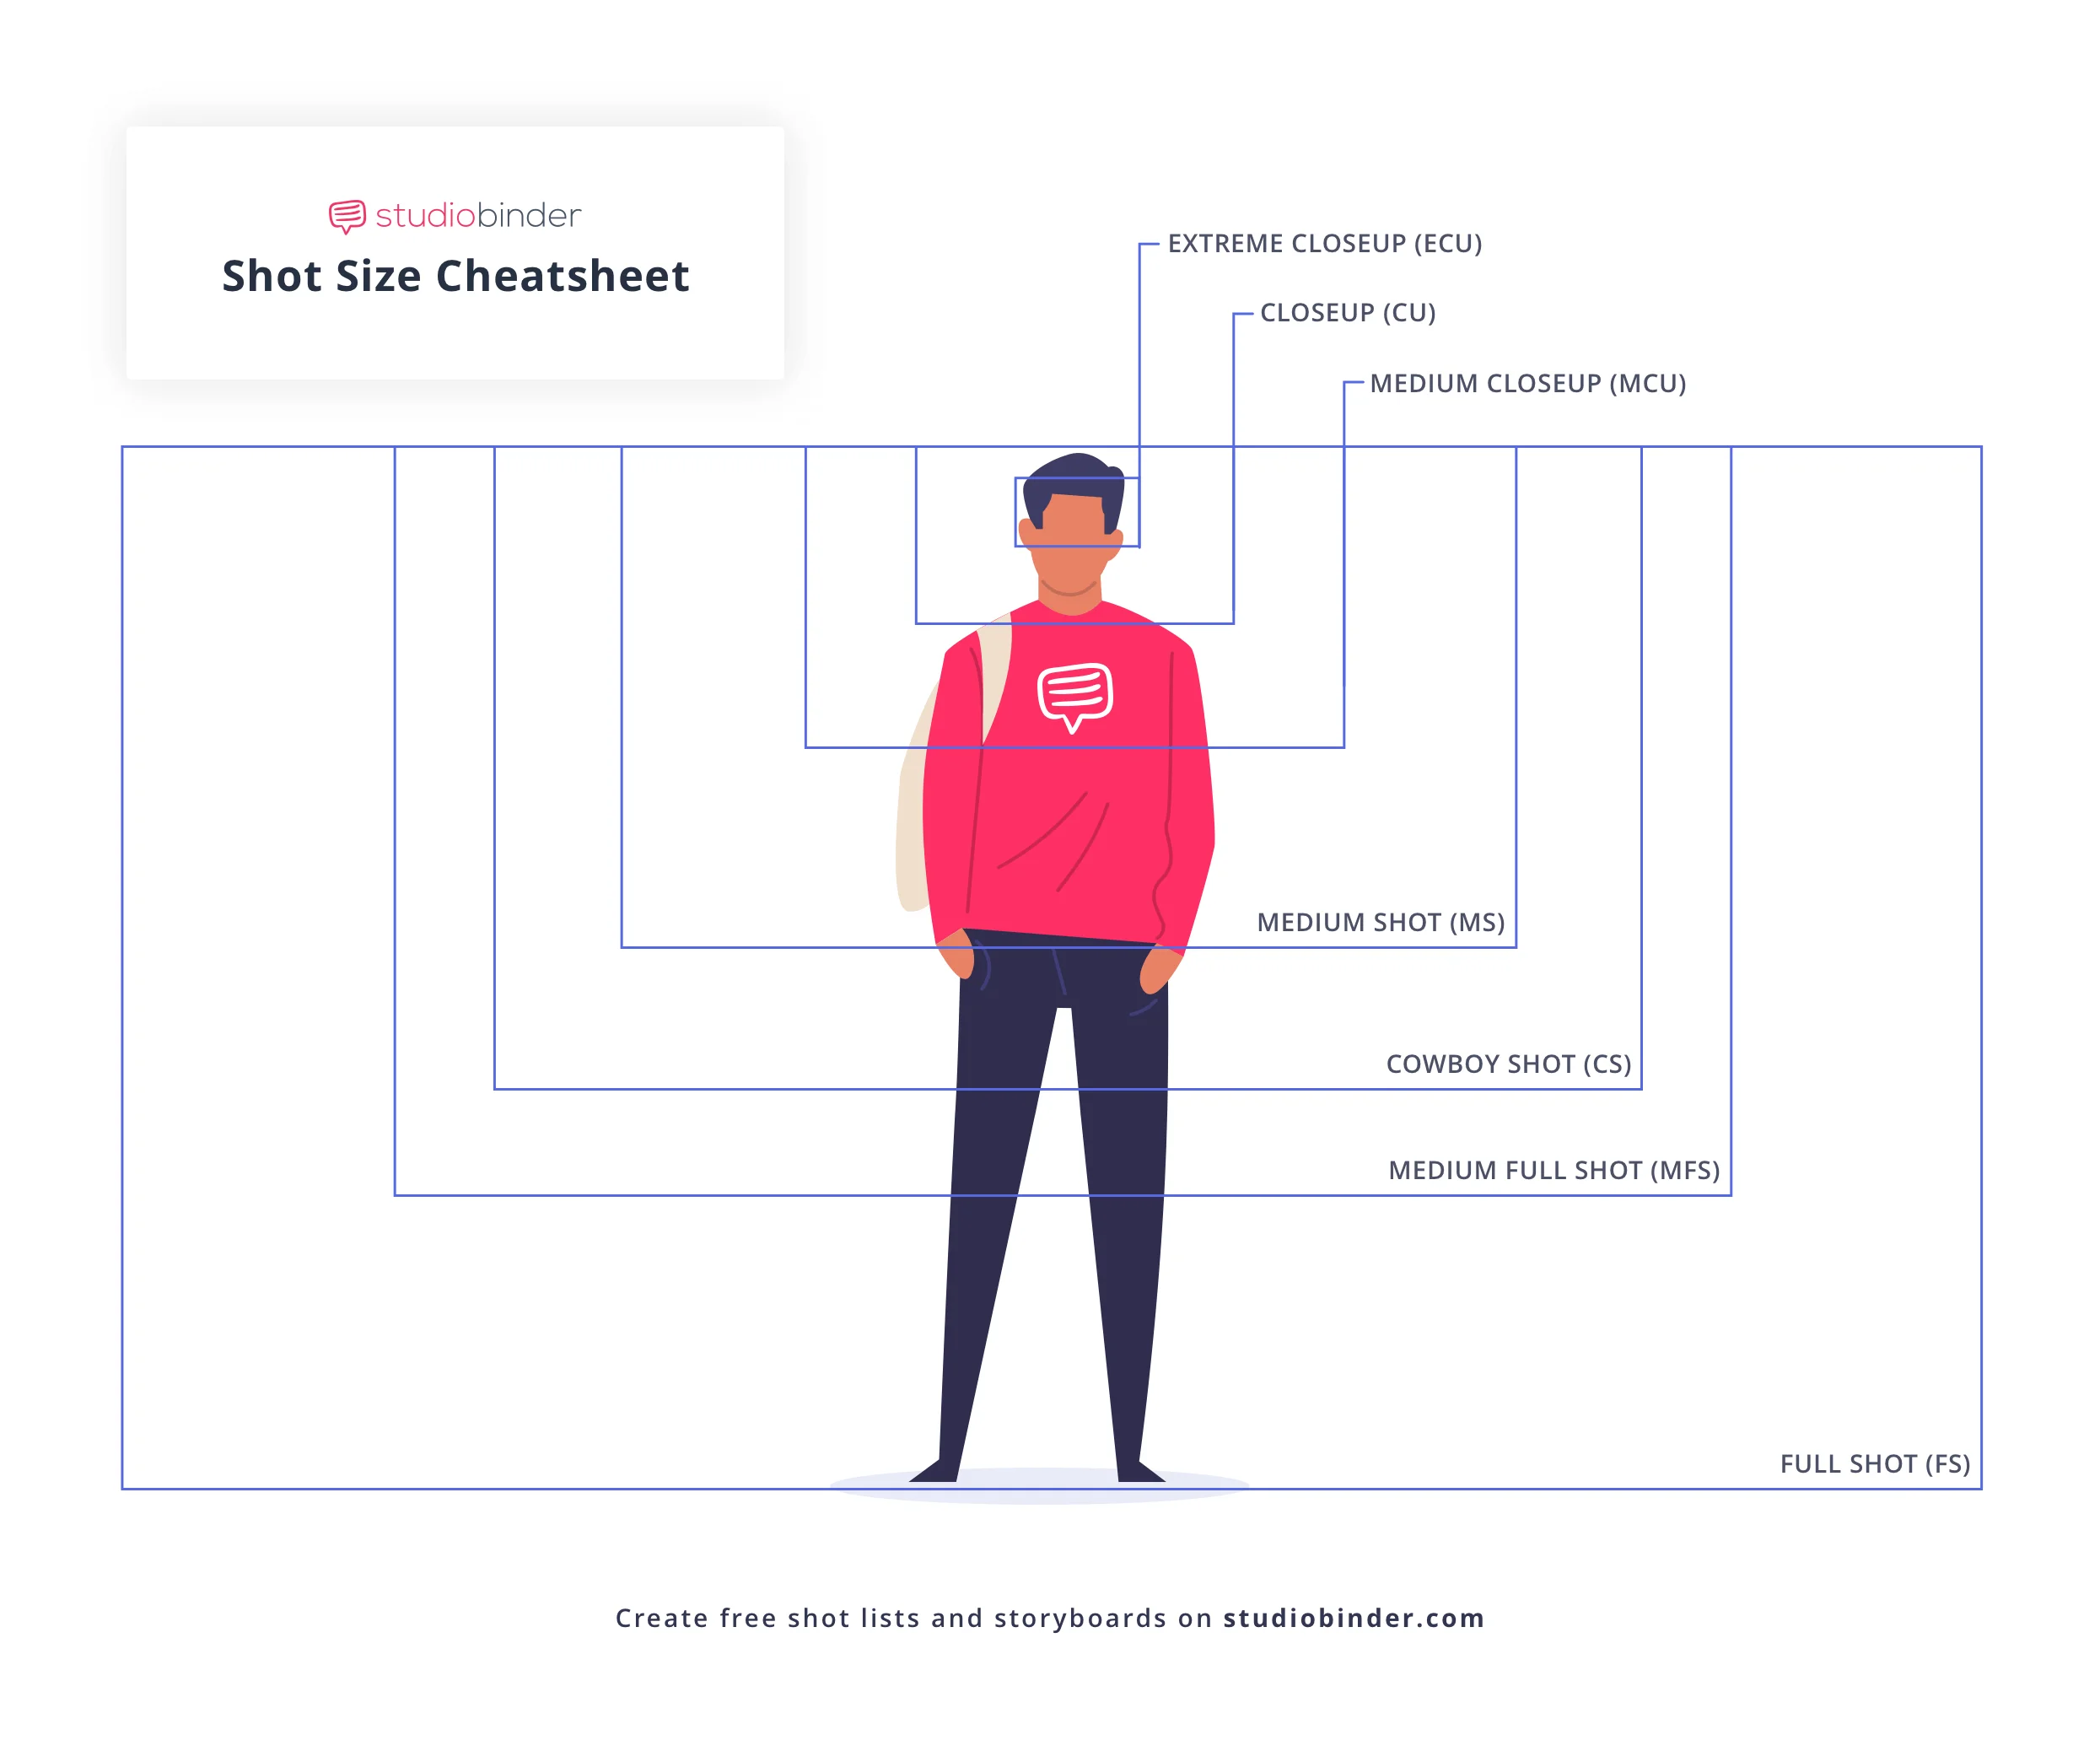 studiobinder
Shot Size Cheatsheet
EXTREME CLOSEUP (ECU)
CLOSEUP (CU)
MEDIUM CLOSEUP (MCU)
MEDIUM SHOT (MS)
COWBOY SHOT (CS)
MEDIUM FULL SHOT (MFS)
FULL SHOT (FS)
Create free shot lists and storyboards on studiobinder.com